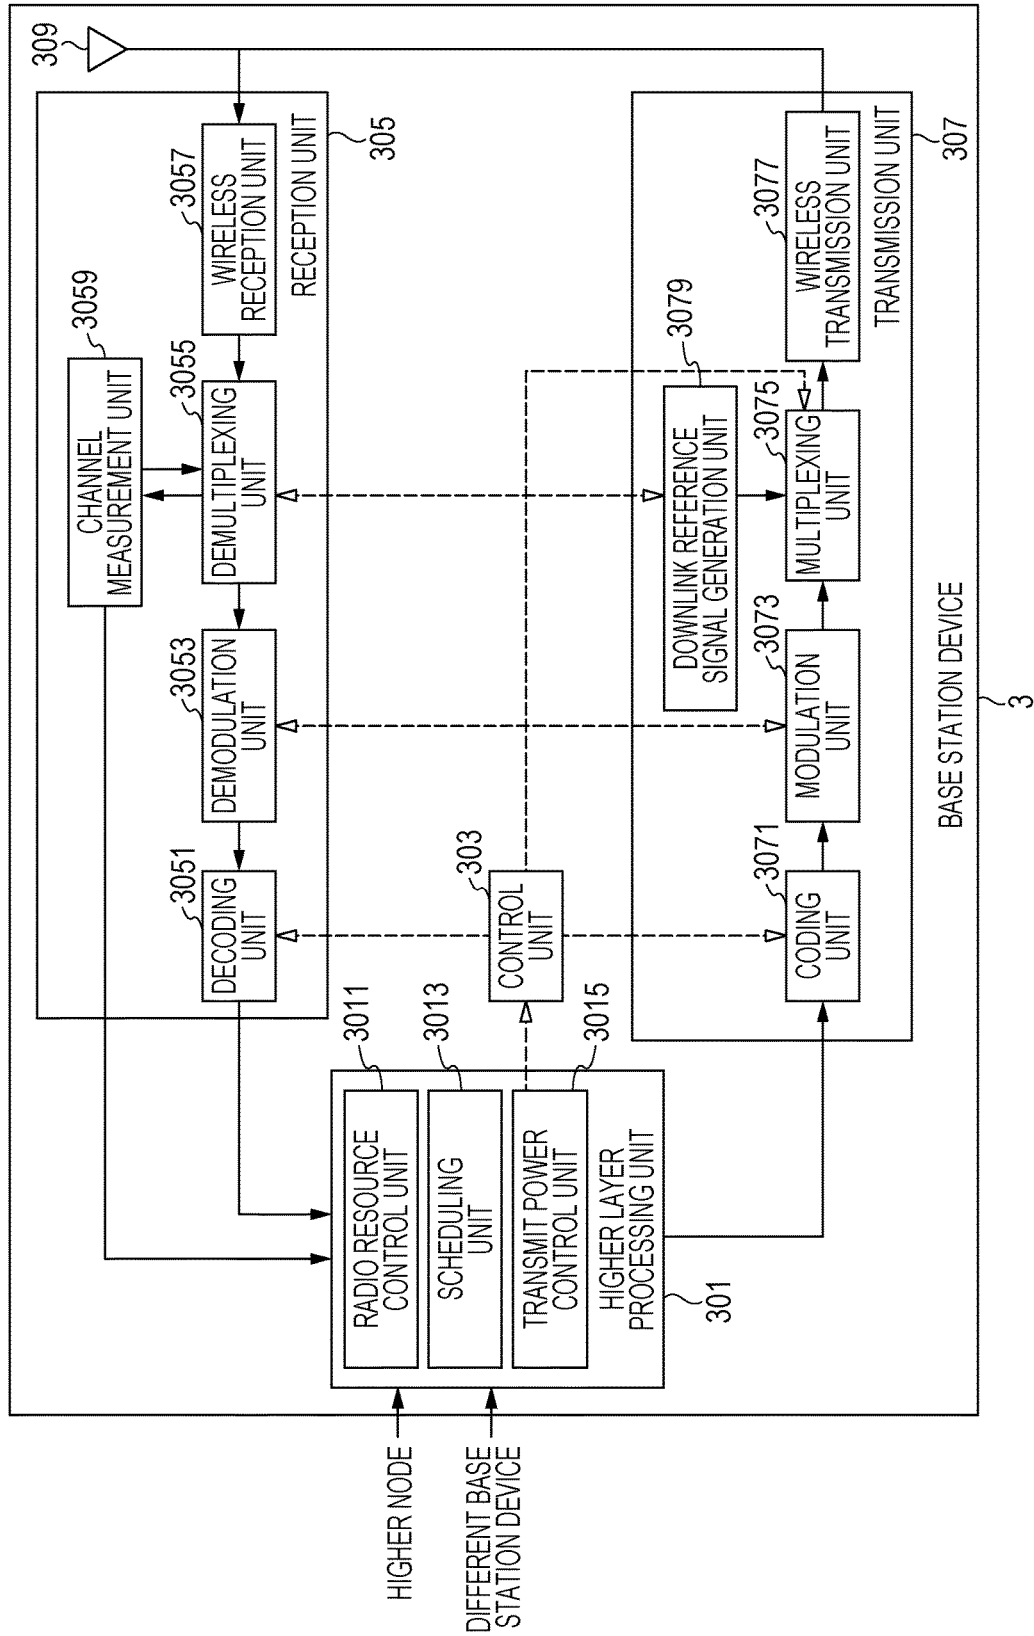 309
3059
CHANNEL
MEASUREMENT UNIT
3051
DECODING
UNIT
3053
DEMODULATION
UNIT
3055
DEMULTIPLEXING
UNIT
3057
WIRELESS
RECEPTION UNIT
RECEPTION UNIT
305
HIGHER NODE
DIFFERENT BASE
STATION DEVICE
3011
RADIO RESOURCE
CONTROL UNIT
3013
SCHEDULING
UNIT
3015
TRANSMIT POWER
CONTROL UNIT
HIGHER LAYER
PROCESSING UNIT
301
303
CONTROL
UNIT
3079
DOWNLINK REFERENCE
SIGNAL GENERATION UNIT
3071
CODING
UNIT
3073
MODULATION
UNIT
3075
MULTIPLEXING
UNIT
3077
WIRELESS
TRANSMISSION UNIT
TRANSMISSION UNIT
307
BASE STATION DEVICE
3